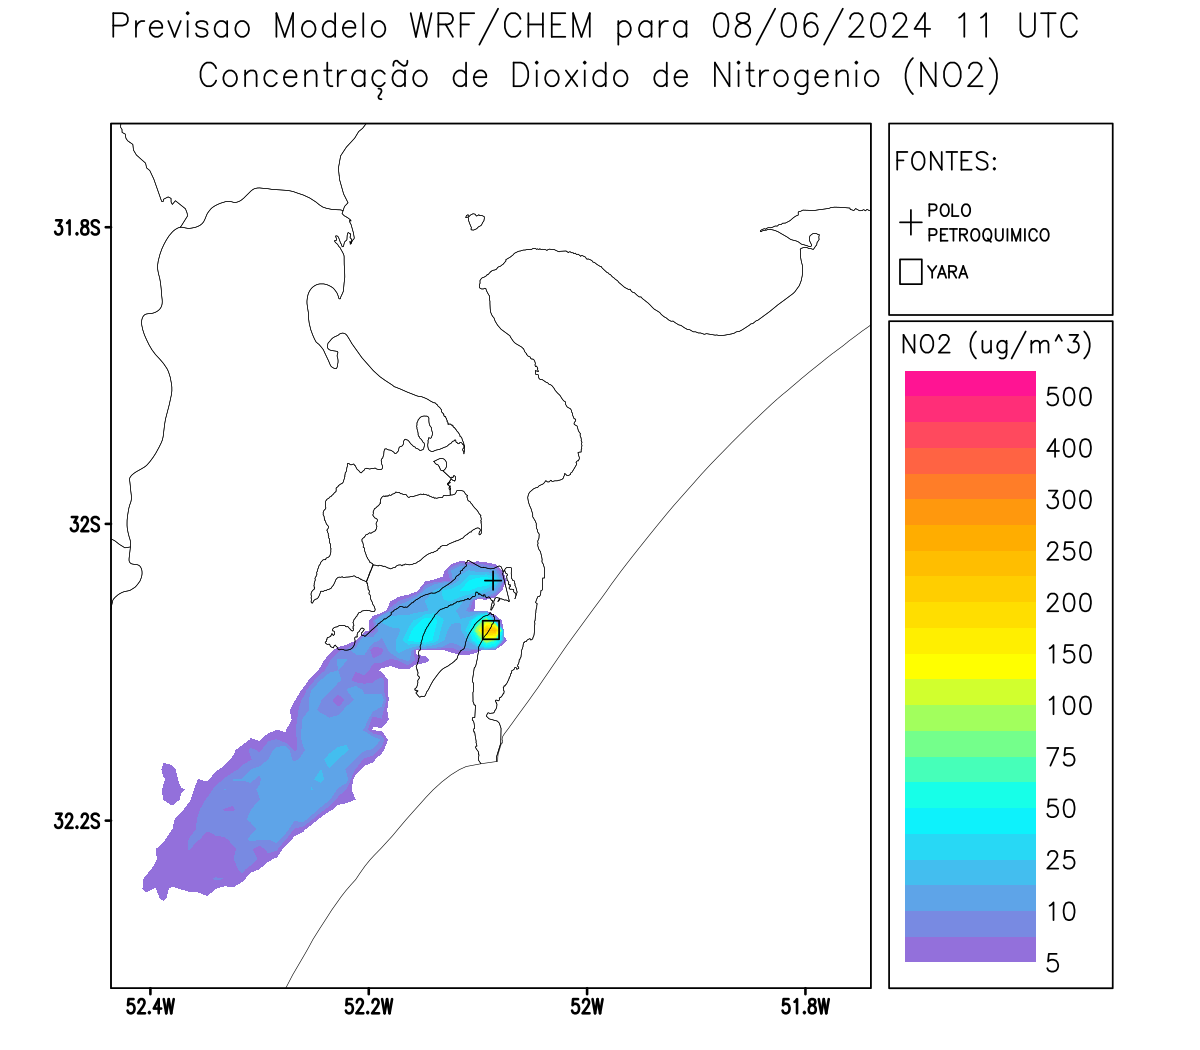 Previsao Modelo WRF/CHEM para 08/06/2024 11 UTC
Concentração de Dioxido de Nitrogenio (NO2)
FONTES:
POLO
PETROQUIMICO
YARA
NO2 (ug/m^3)
500
400
300
250
200
150
100
75
50
25
10
5
31.8S
32S
32.2S
52.4W
52.2W
52W
51.8W